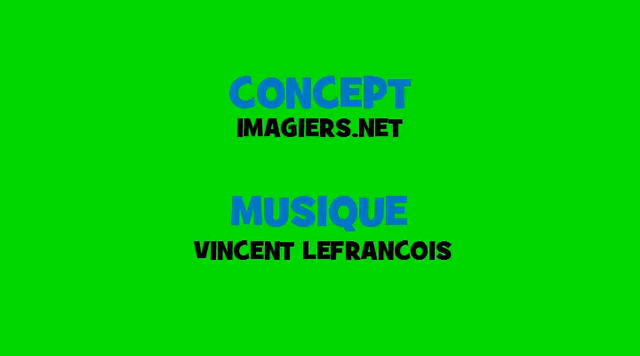 CONCEPT
IMAGIERS.NET
MUSIQUE
VINCENT LEFRANCOIS